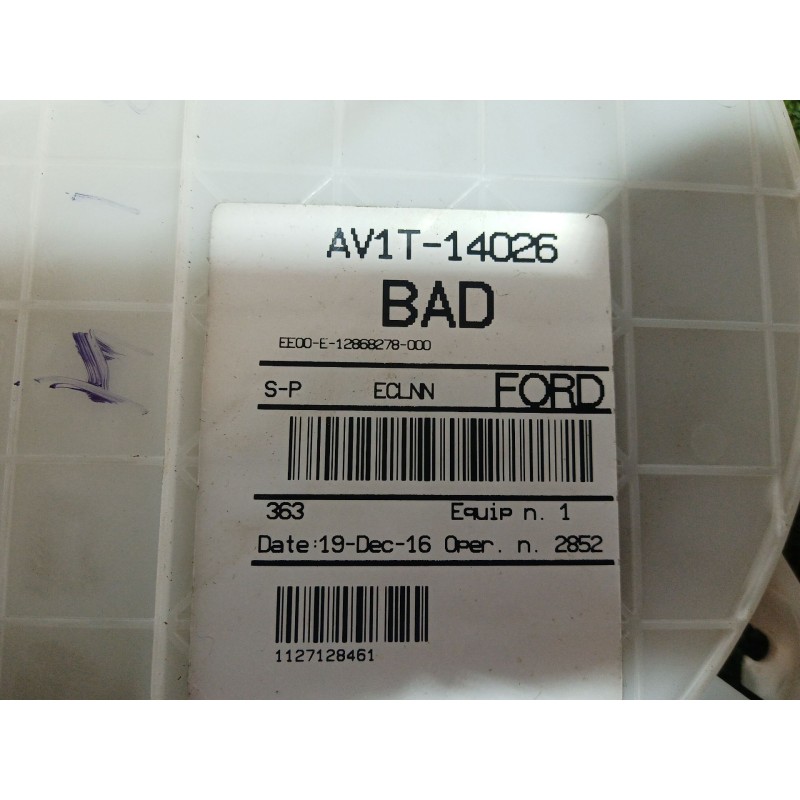 AV1T-14026
BAD
EE00-E-12868278-000
S-P ECLNN FORD
363 Equip n. 1
Date:19-Dec-16 Oper. n. 2852
1127128461